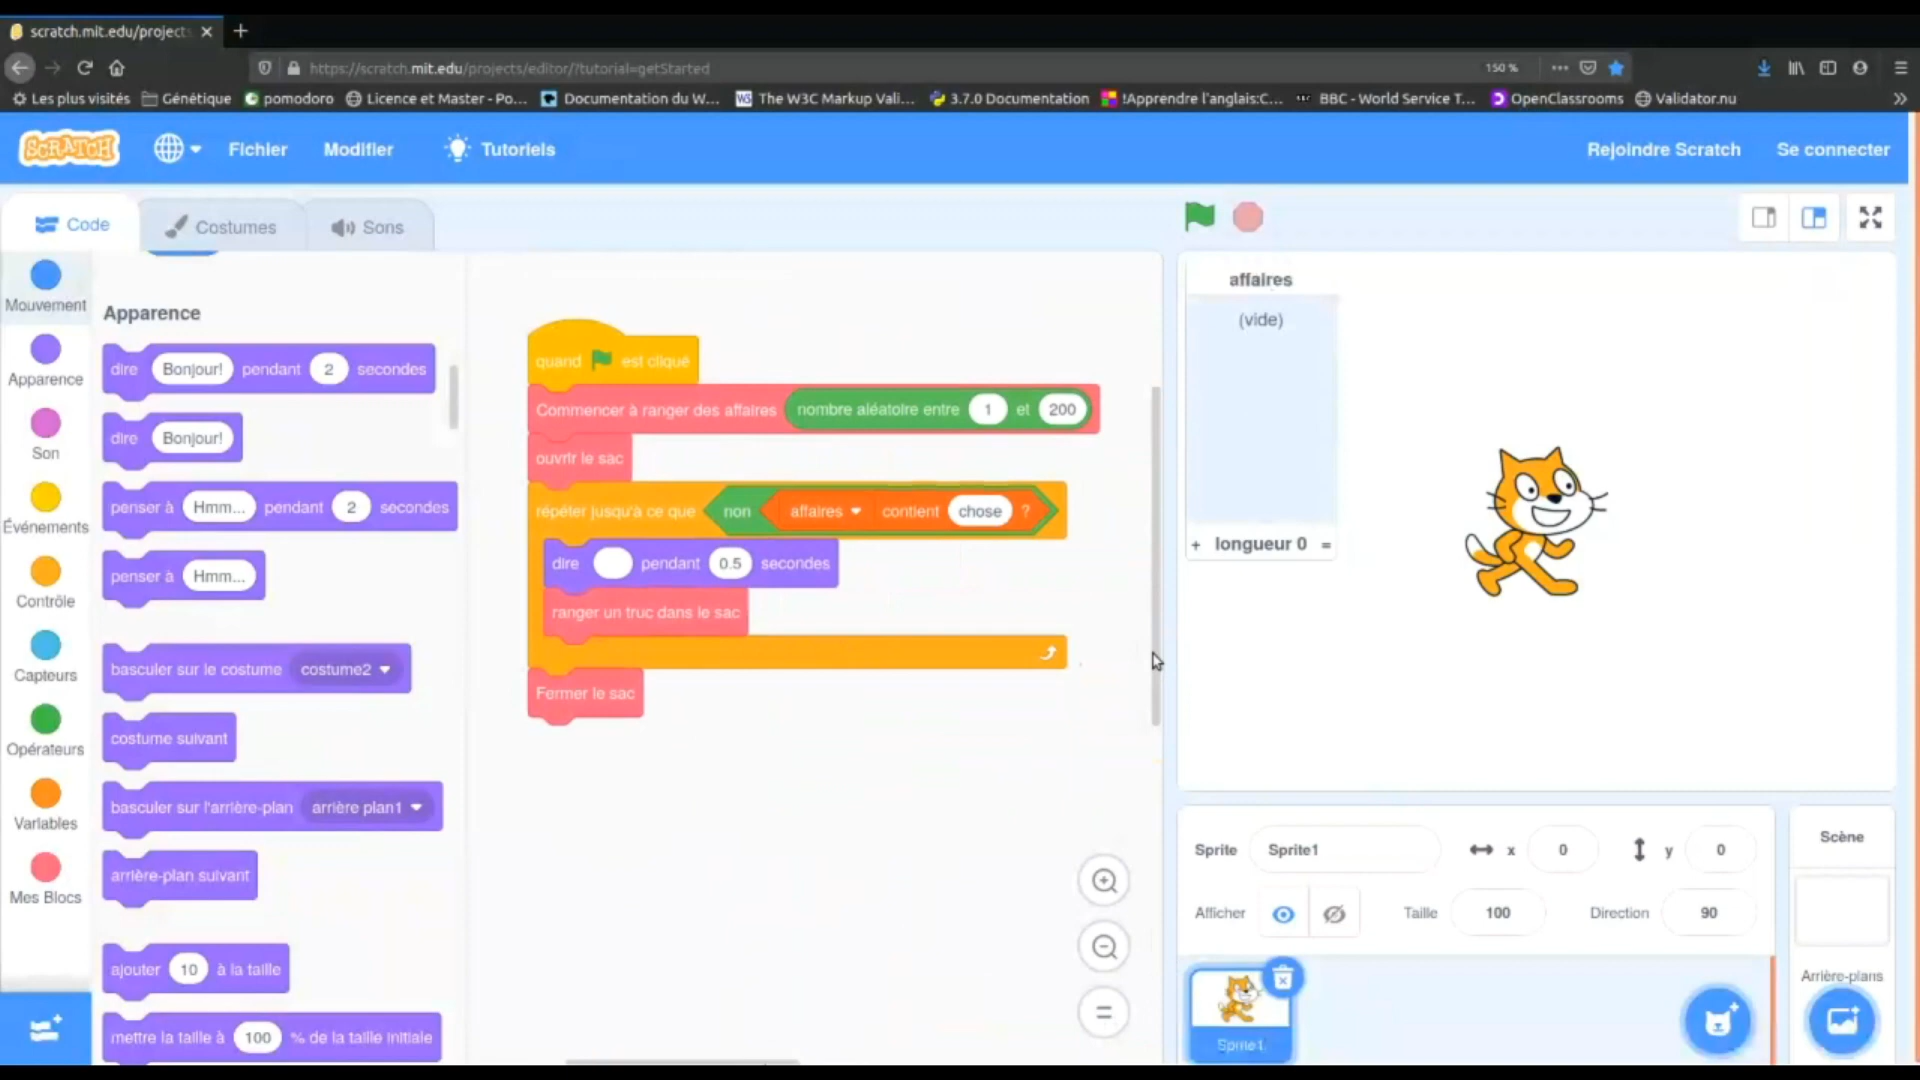 scratch.mit.edu/project
https://scratch.mit.edu/projects/editor/?tutorial=getStarted
150 %
Les plus visités
Génétique
pomodoro
Licence et Master - Po...
Documentation du W...
The W3C Markup Vali...
3.7.0 Documentation
!Apprendre l'anglais:C...
BBC - World Service T...
OpenClassrooms
Validator.nu
SCRATCH
Fichier
Modifier
Tutoriels
Rejoindre Scratch
Se connecter
Code
Costumes
Sons
Mouvement
Apparence
Son
Événements
Contrôle
Capteurs
Opérateurs
Variables
Mes Blocs
Apparence
dire Bonjour! pendant 2 secondes
dire Bonjour!
penser à Hmm... pendant 2 secondes
penser à Hmm...
basculer sur le costume costume2
costume suivant
basculer sur l'arrière-plan arrière plan1
arrière-plan suivant
ajouter 10 à la taille
mettre la taille à 100 % de la taille initiale
quand est cliqué
Commencer à ranger des affaires nombre aléatoire entre 1 et 200
ouvrir le sac
répéter jusqu'à ce que non affaires contient chose ?
dire pendant 0.5 secondes
ranger un truc dans le sac
Fermer le sac
affaires
(vide)
+ longueur 0 =
Sprite Sprite1 x 0 y 0
Afficher Taille 100 Direction 90
Sprite1
Scène
Arrière-plans